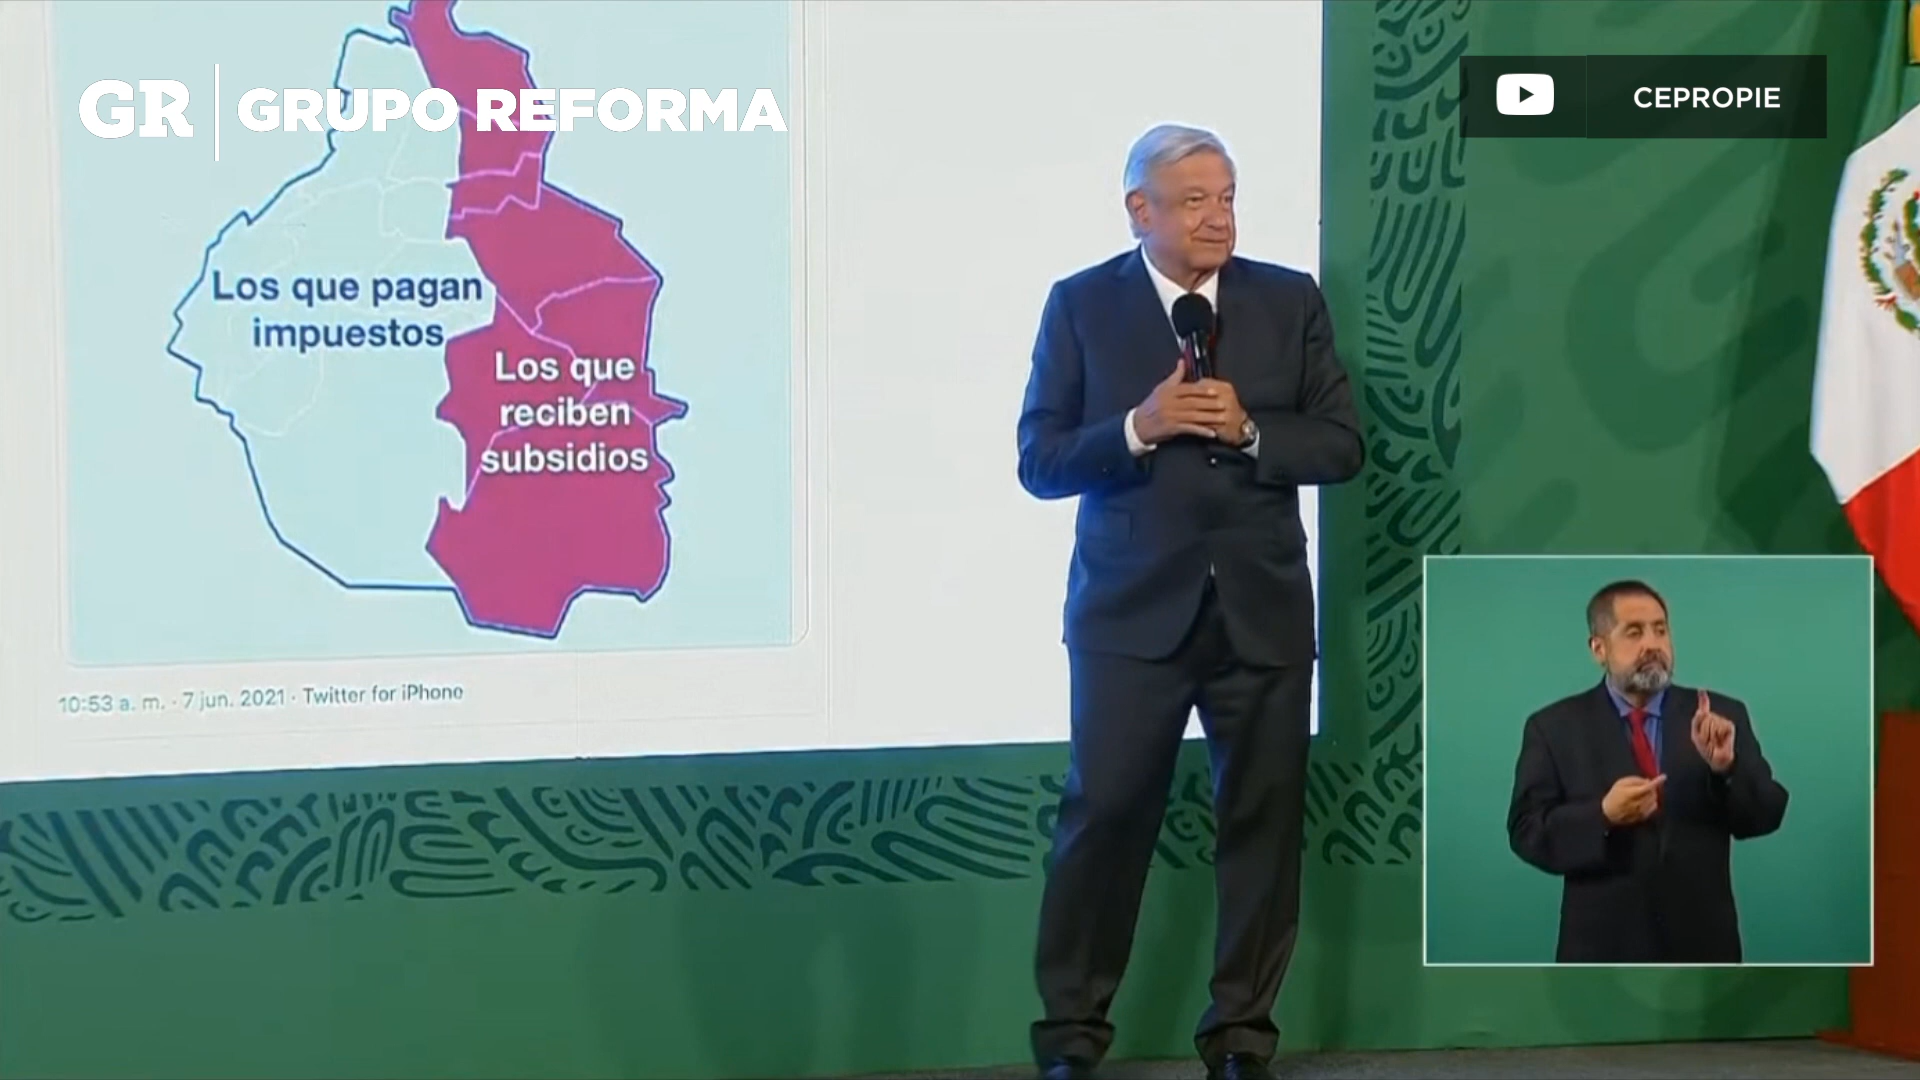 GR GRUPO REFORMA
CEPROPIE
Los que pagan
impuestos
Los que
reciben
subsidios
10:53 a. m. · 7 jun. 2021 · Twitter for iPhone